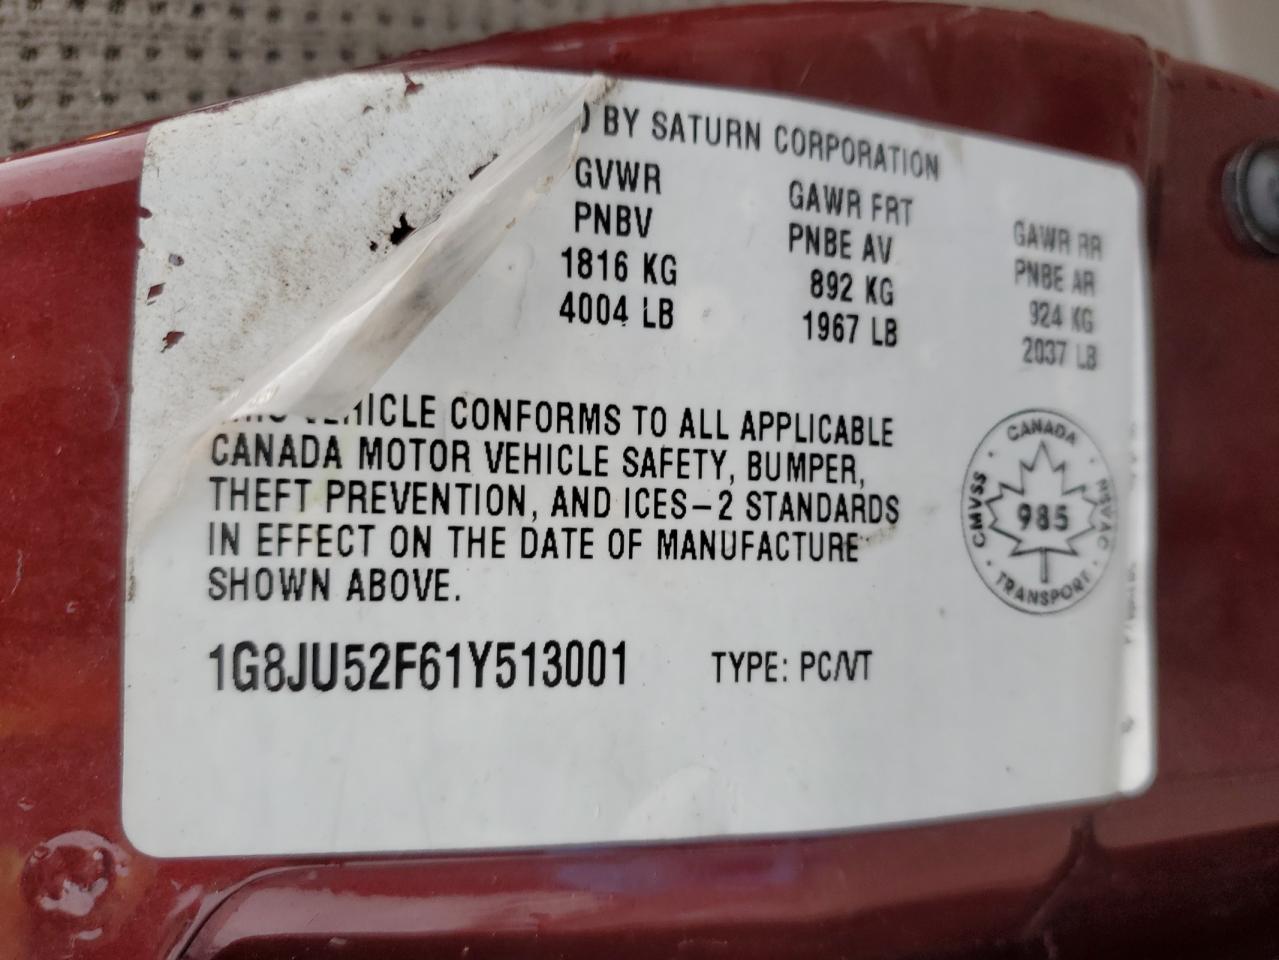 BY SATURN CORPORATION
GVWR GAWR FRT GAWR RR
PNBV PNBE AV PNBE AR
1816 KG 892 KG 924 KG
4004 LB 1967 LB 2037 LB
VEHICLE CONFORMS TO ALL APPLICABLE
CANADA MOTOR VEHICLE SAFETY, BUMPER,
THEFT PREVENTION, AND ICES-2 STANDARDS
IN EFFECT ON THE DATE OF MANUFACTURE
SHOWN ABOVE.
CANADA
CMVSS
985
NSVAC
TRANSPORT
1G8JU52F61Y513001 TYPE: PC/VT